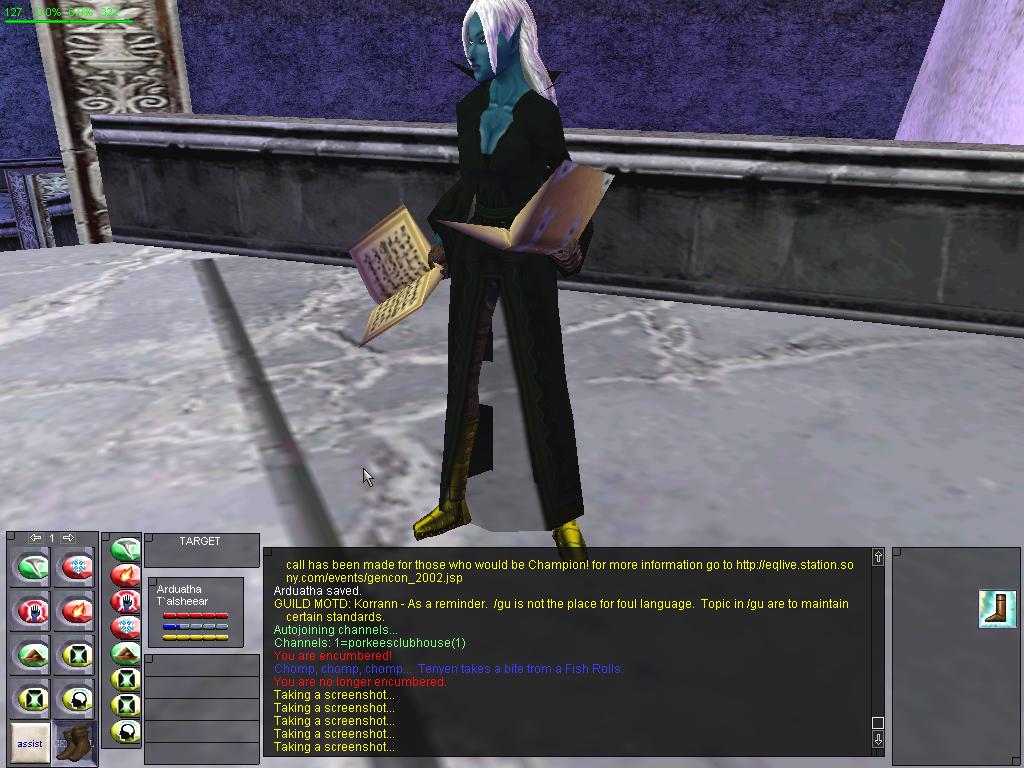 1
TARGET
Arduatha
T`alsheear
assist
call has been made for those who would be Champion! for more information go to http://eqlive.station.so
ny.com/events/gencon_2002.jsp
Arduatha saved.
GUILD MOTD: Korrann - As a reminder.  /gu is not the place for foul language.  Topic in /gu are to maintain
certain standards.
Autojoining channels...
Channels: 1=porkeesclubhouse(1)
You are encumbered!
Chomp, chomp, chomp...  Tenyen takes a bite from a Fish Rolls.
You are no longer encumbered.
Taking a screenshot...
Taking a screenshot...
Taking a screenshot...
Taking a screenshot...
Taking a screenshot...